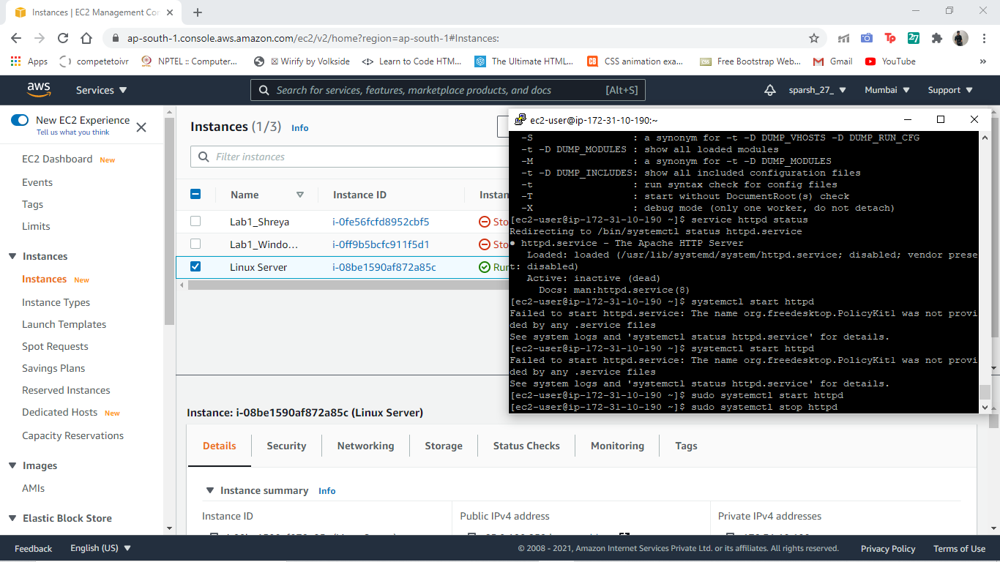 Instances | EC2 Management Con
ap-south-1.console.aws.amazon.com/ec2/v2/home?region=ap-south-1#Instances:
Apps
competetoivr
NPTEL :: Computer...
Wirify by Volkside
Learn to Code HTM...
The Ultimate HTML...
CSS animation exa...
Free Bootstrap Web...
Gmail
YouTube
aws
Services
Search for services, features, marketplace products, and docs
[Alt+S]
sparsh_27_
Mumbai
Support
New EC2 Experience
Tell us what you think
EC2 Dashboard New
Events
Tags
Limits
Instances
Instances New
Instance Types
Launch Templates
Spot Requests
Savings Plans
Reserved Instances
Dedicated Hosts New
Capacity Reservations
Images
AMIs
Elastic Block Store
Instances (1/3) Info
Filter instances
Name Instance ID Instan
Lab1_Shreya i-0fe56fcfd8952cbf5 Sto
Lab1_Windo... i-0ff9b5bcfc911f5d1 Sto
Linux Server i-08be1590af872a85c Run
ec2-user@ip-172-31-10-190:~
-S : a synonym for -t -D DUMP_VHOSTS -D DUMP_RUN_CFG
-t -D DUMP_MODULES : show all loaded modules
-M : a synonym for -t -D DUMP_MODULES
-t -D DUMP_INCLUDES: show all included configuration files
-t : run syntax check for config files
-T : start without DocumentRoot(s) check
-X : debug mode (only one worker, do not detach)
[ec2-user@ip-172-31-10-190 ~]$ service httpd status
Redirecting to /bin/systemctl status httpd.service
● httpd.service - The Apache HTTP Server
Loaded: loaded (/usr/lib/systemd/system/httpd.service; disabled; vendor prese
t: disabled)
Active: inactive (dead)
Docs: man:httpd.service(8)
[ec2-user@ip-172-31-10-190 ~]$ systemctl start httpd
Failed to start httpd.service: The name org.freedesktop.PolicyKit1 was not provi
ded by any .service files
See system logs and 'systemctl status httpd.service' for details.
[ec2-user@ip-172-31-10-190 ~]$ systemctl start httpd
Failed to start httpd.service: The name org.freedesktop.PolicyKit1 was not provi
ded by any .service files
See system logs and 'systemctl status httpd.service' for details.
[ec2-user@ip-172-31-10-190 ~]$ sudo systemctl start httpd
[ec2-user@ip-172-31-10-190 ~]$ sudo systemctl stop httpd
Instance: i-08be1590af872a85c (Linux Server)
Details Security Networking Storage Status Checks Monitoring Tags
Instance summary Info
Instance ID Public IPv4 address Private IPv4 addresses
Feedback English (US) © 2008 - 2021, Amazon Internet Services Private Ltd. or its affiliates. All rights reserved. Privacy Policy Terms of Use